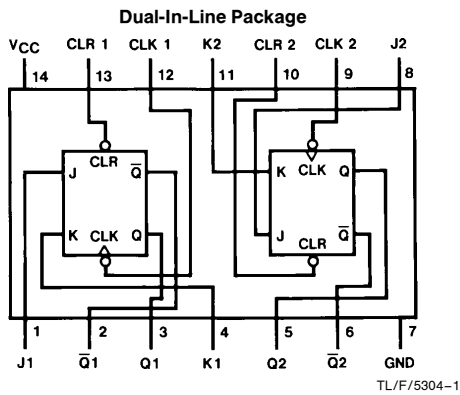 Dual-In-Line Package
VCC CLR 1 CLK 1 K2 CLR 2 CLK 2 J2
14 13 12 11 10 9 8
CLR
J Q̅
K CLK Q
K CLK Q
J CLR Q̅
1 2 3 4 5 6 7
J1 Q̅1 Q1 K1 Q2 Q̅2 GND
TL/F/5304–1